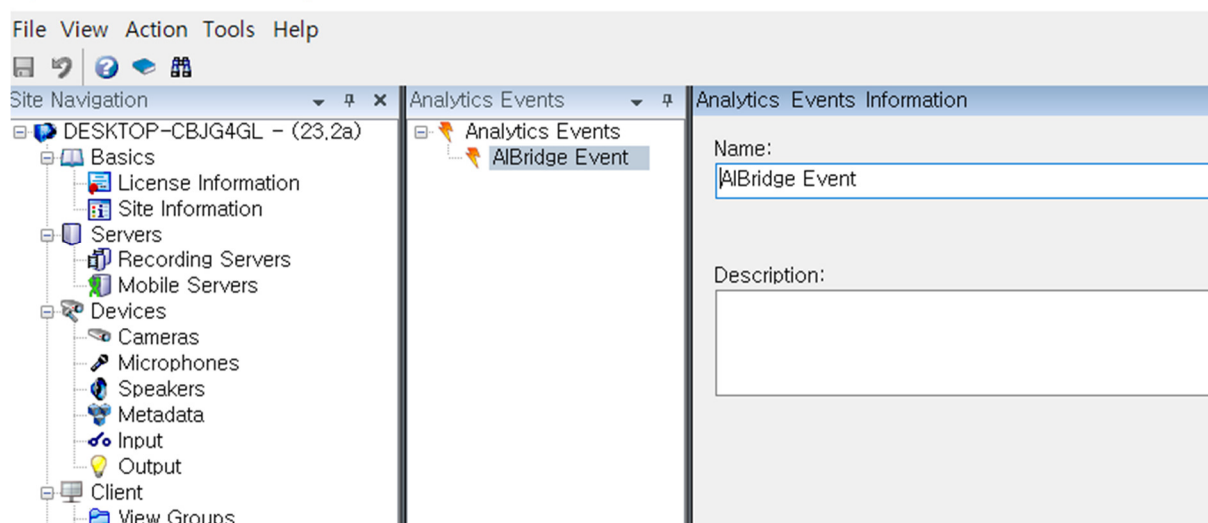 File View Action Tools Help
Site Navigation
DESKTOP-CBJG4GL - (23.2a)
Basics
License Information
Site Information
Servers
Recording Servers
Mobile Servers
Devices
Cameras
Microphones
Speakers
Metadata
Input
Output
Client
View Groups
Analytics Events
Analytics Events
AIBridge Event
Analytics Events Information
Name:
AIBridge Event
Description: